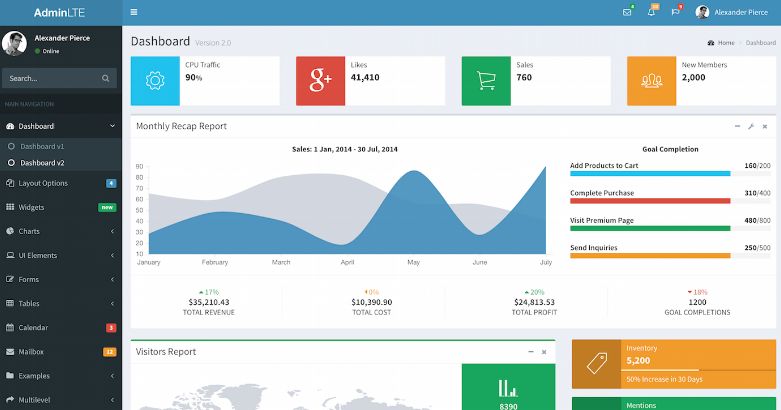 AdminLTE
4
10
9
Alexander Pierce
Alexander Pierce
Online
Search...
MAIN NAVIGATION
Dashboard
Dashboard v1
Dashboard v2
Layout Options 4
Widgets new
Charts
UI Elements
Forms
Tables
Calendar 3
Mailbox 12
Examples
Multilevel
Dashboard Version 2.0
Home > Dashboard
CPU Traffic
90%
g+
Likes
41,410
Sales
760
New Members
2,000
Monthly Recap Report
Sales: 1 Jan, 2014 - 30 Jul, 2014
90
80
70
60
50
40
30
20
10
January February March April May June July
Goal Completion
Add Products to Cart 160/200
Complete Purchase 310/400
Visit Premium Page 480/800
Send Inquiries 250/500
17%
$35,210.43
TOTAL REVENUE
0%
$10,390.90
TOTAL COST
20%
$24,813.53
TOTAL PROFIT
18%
1200
GOAL COMPLETIONS
Visitors Report
8390
Inventory
5,200
50% Increase in 30 Days
Mentions